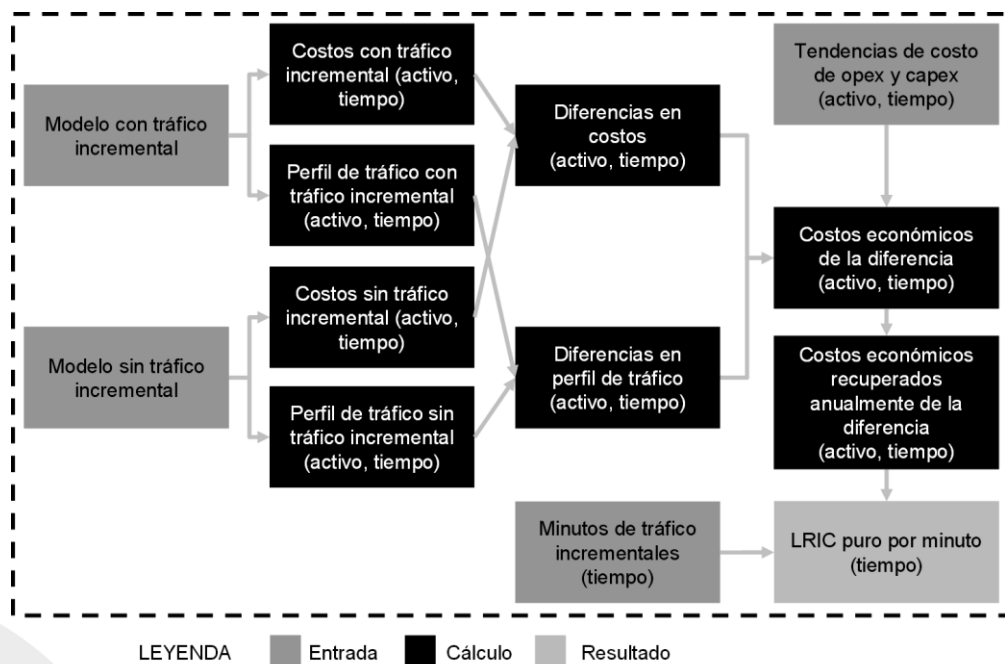 Modelo con tráfico
incremental
Modelo sin tráfico
incremental
Costos con tráfico
incremental (activo,
tiempo)
Perfil de tráfico con
tráfico incremental
(activo, tiempo)
Costos sin tráfico
incremental (activo,
tiempo)
Perfil de tráfico sin
tráfico incremental
(activo, tiempo)
Diferencias en
costos
(activo, tiempo)
Diferencias en
perfil de tráfico
(activo, tiempo)
Minutos de tráfico
incrementales
(tiempo)
Tendencias de costo
de opex y capex
(activo, tiempo)
Costos económicos
de la diferencia
(activo, tiempo)
Costos económicos
recuperados
anualmente de la
diferencia
(activo, tiempo)
LRIC puro por minuto
(tiempo)
LEYENDA
Entrada
Cálculo
Resultado